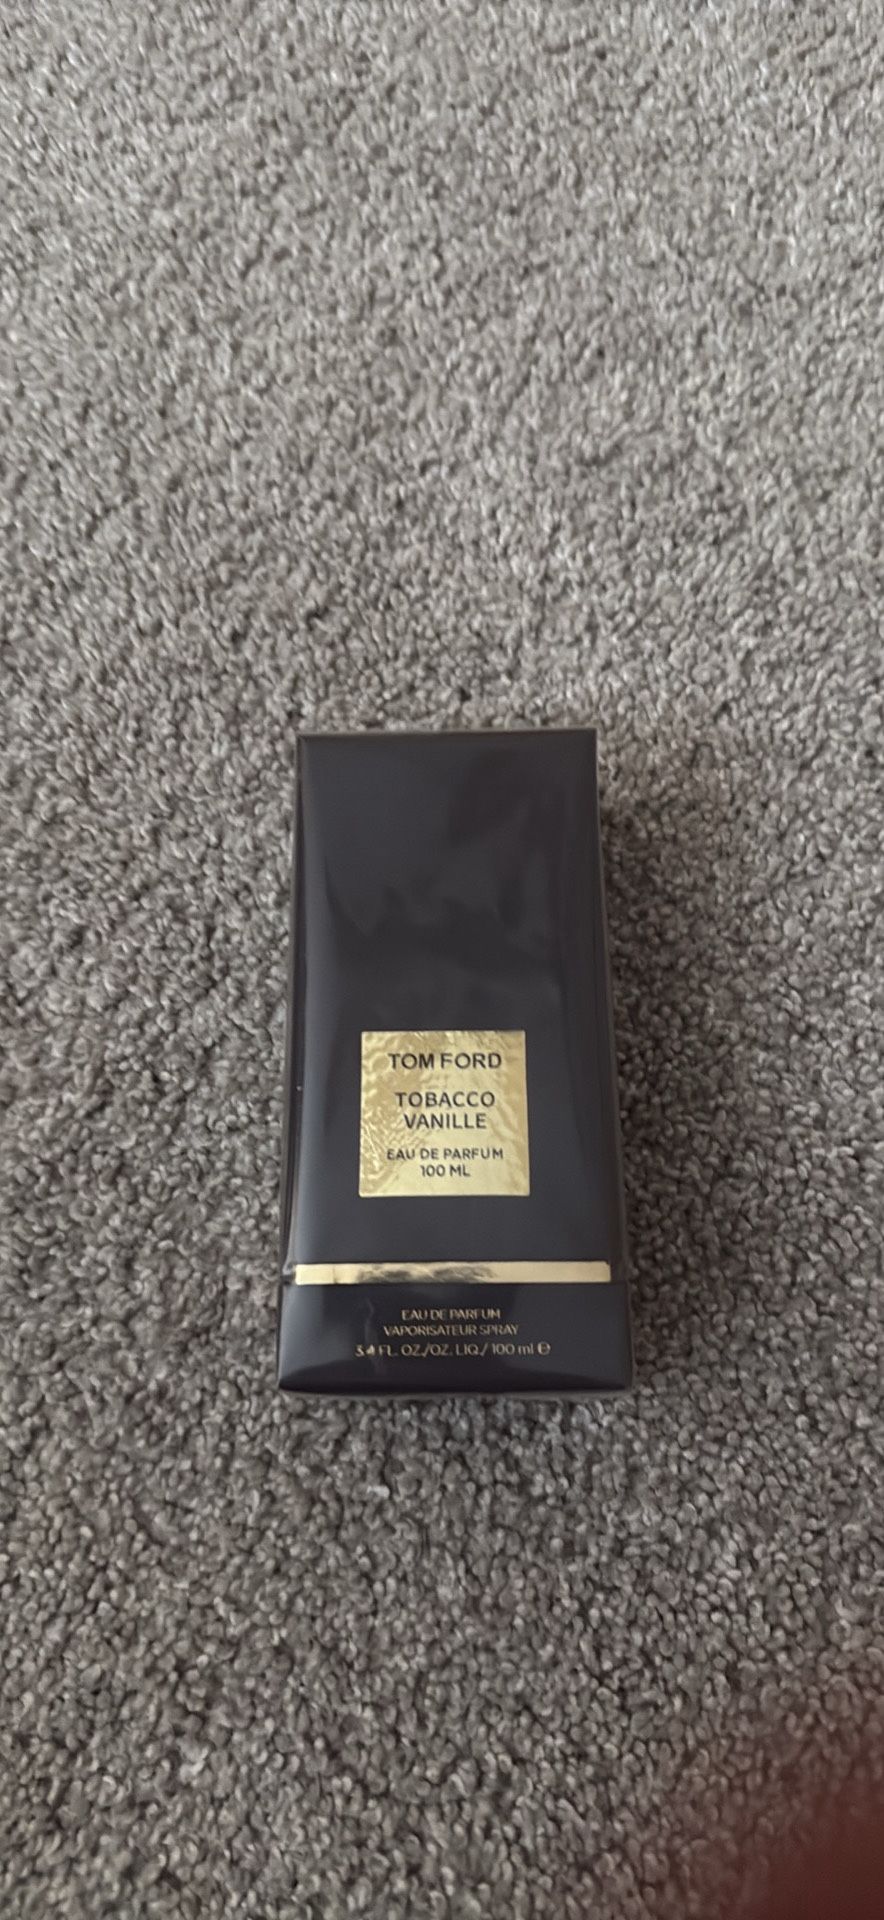 TOM FORD
TOBACCO
VANILLE
EAU DE PARFUM
100 ML
EAU DE PARFUM
VAPORISATEUR SPRAY
3.4 FL. OZ./OZ. LIQ./100 ml ℮